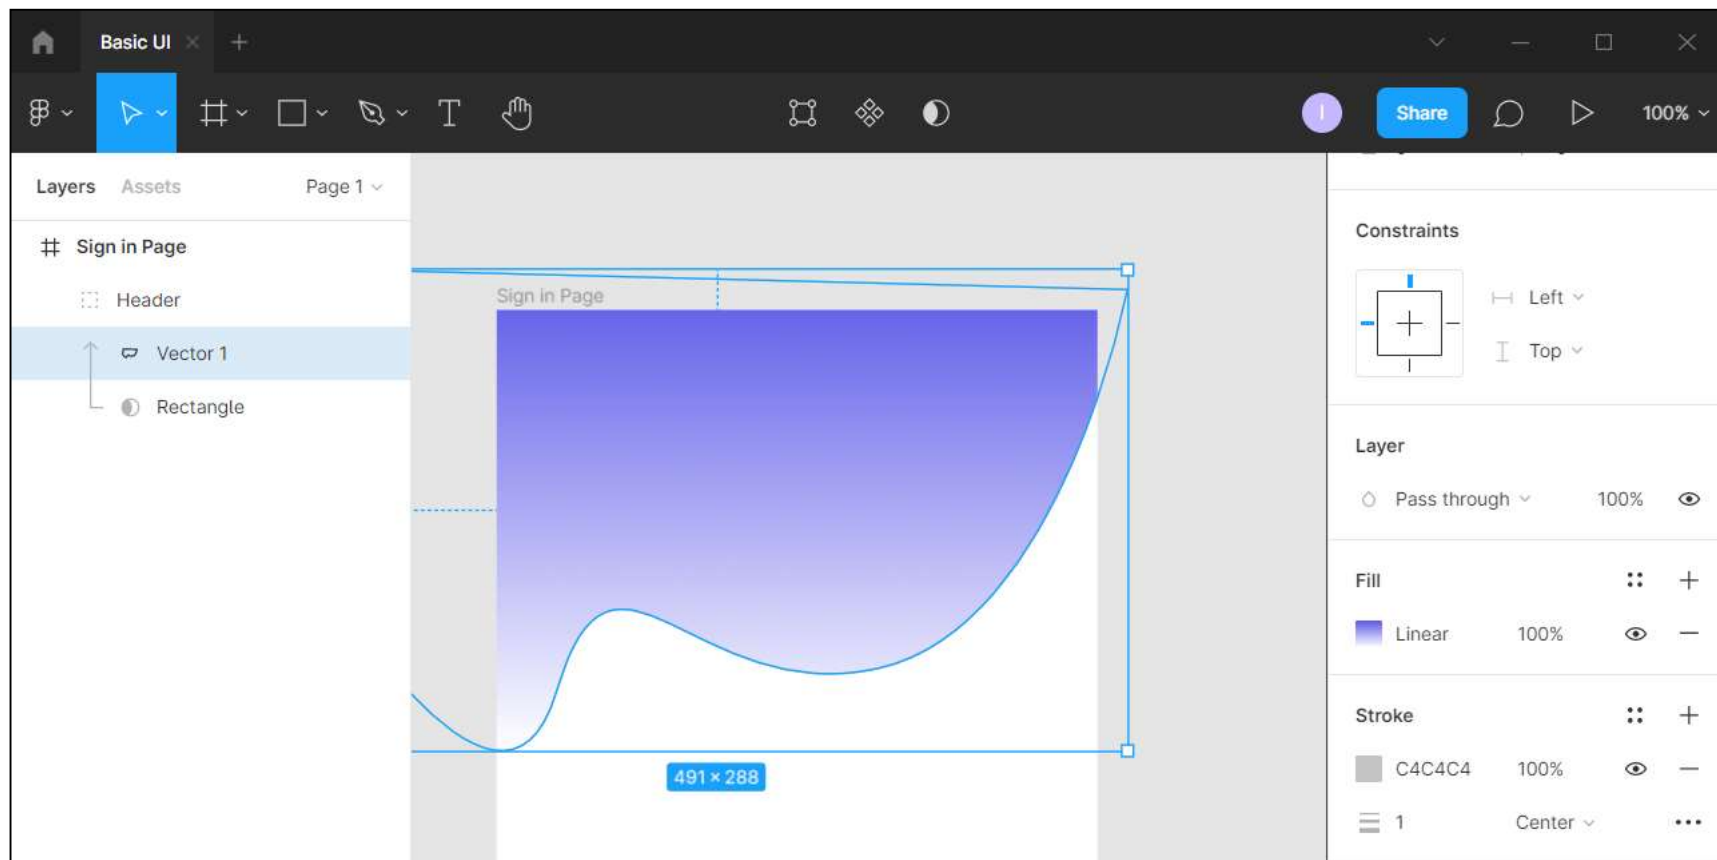 Basic UI
I
Share
100%
Layers
Assets
Page 1
Sign in Page
Header
Vector 1
Rectangle
Sign in Page
491 × 288
Constraints
Left
Top
Layer
Pass through
100%
Fill
Linear
100%
Stroke
C4C4C4
100%
1
Center